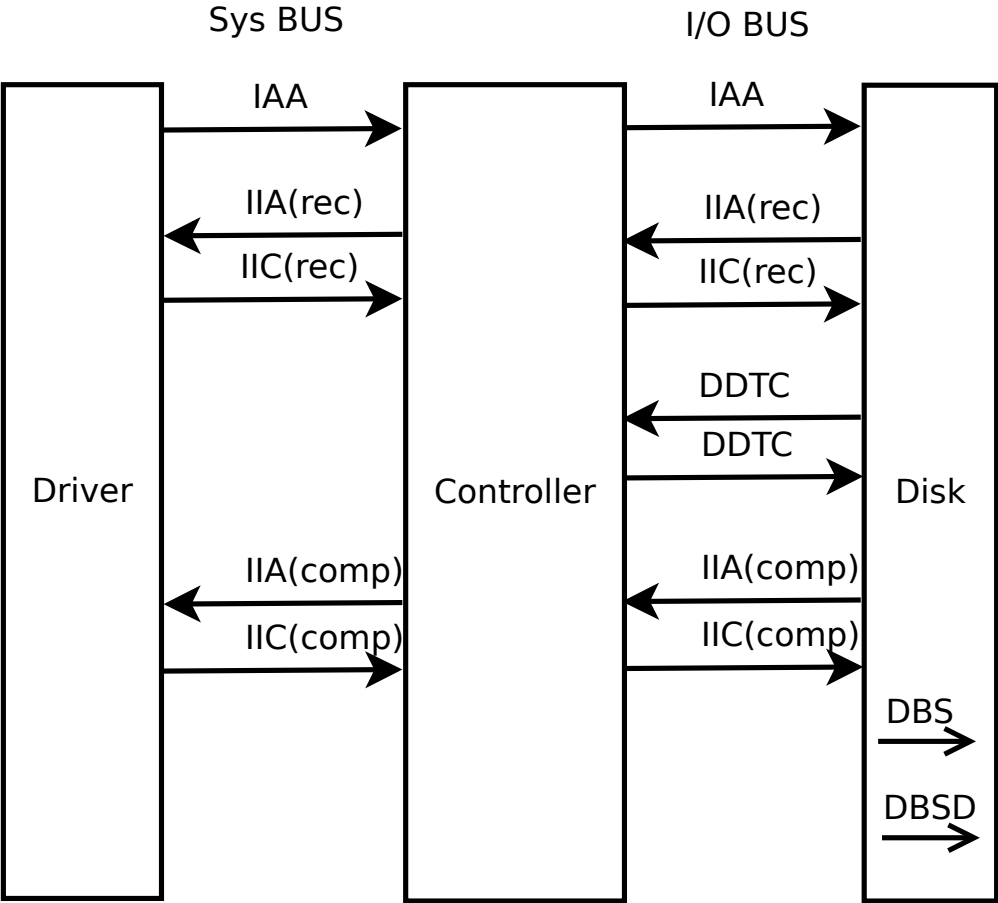 Sys BUS
I/O BUS
IAA
IAA
IIA(rec)
IIA(rec)
IIC(rec)
IIC(rec)
DDTC
DDTC
Driver
Controller
Disk
IIA(comp)
IIA(comp)
IIC(comp)
IIC(comp)
DBS
DBSD